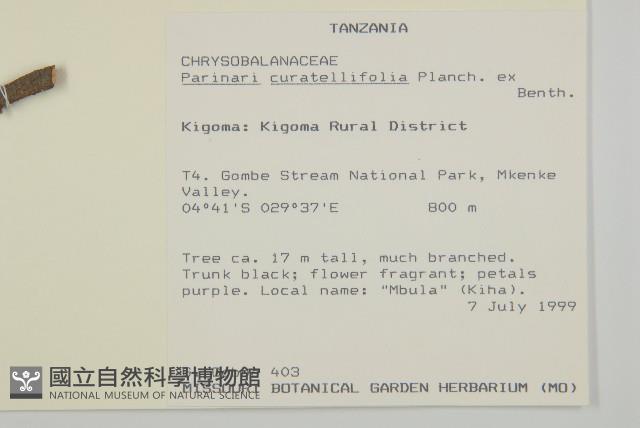 TANZANIA
CHRYSOBALANACEAE
Parinari curatellifolia Planch. ex
Benth.
Kigoma: Kigoma Rural District
T4. Gombe Stream National Park, Mkenke
Valley.
04°41'S 029°37'E 800 m
Tree ca. 17 m tall, much branched.
Trunk black; flower fragrant; petals
purple. Local name: "Mbula" (Kiha).
7 July 1999
403
MISSOURI BOTANICAL GARDEN HERBARIUM (MO)
國立自然科學博物館
NATIONAL MUSEUM OF NATURAL SCIENCE